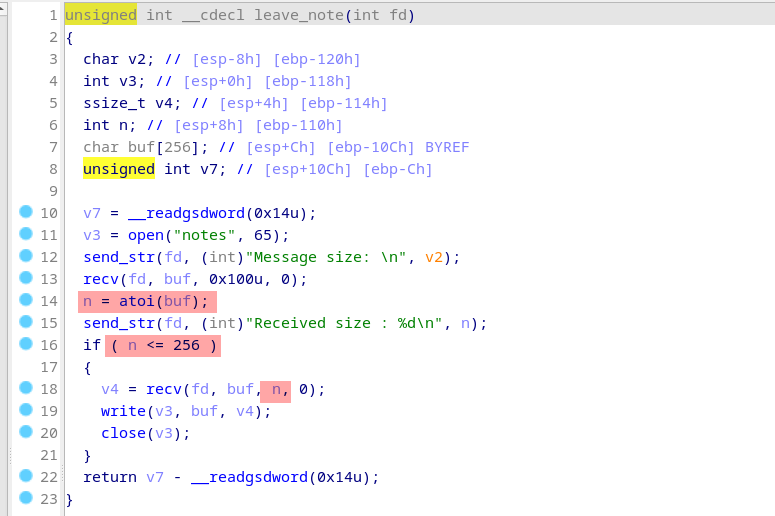 1 unsigned int __cdecl leave_note(int fd)
2 {
3 char v2; // [esp-8h] [ebp-120h]
4 int v3; // [esp+0h] [ebp-118h]
5 ssize_t v4; // [esp+4h] [ebp-114h]
6 int n; // [esp+8h] [ebp-110h]
7 char buf[256]; // [esp+Ch] [ebp-10Ch] BYREF
8 unsigned int v7; // [esp+10Ch] [ebp-Ch]
9
10 v7 = __readgsdword(0x14u);
11 v3 = open("notes", 65);
12 send_str(fd, (int)"Message size: \n", v2);
13 recv(fd, buf, 0x100u, 0);
14 n = atoi(buf);
15 send_str(fd, (int)"Received size : %d\n", n);
16 if ( n <= 256 )
17 {
18 v4 = recv(fd, buf, n, 0);
19 write(v3, buf, v4);
20 close(v3);
21 }
22 return v7 - __readgsdword(0x14u);
23 }